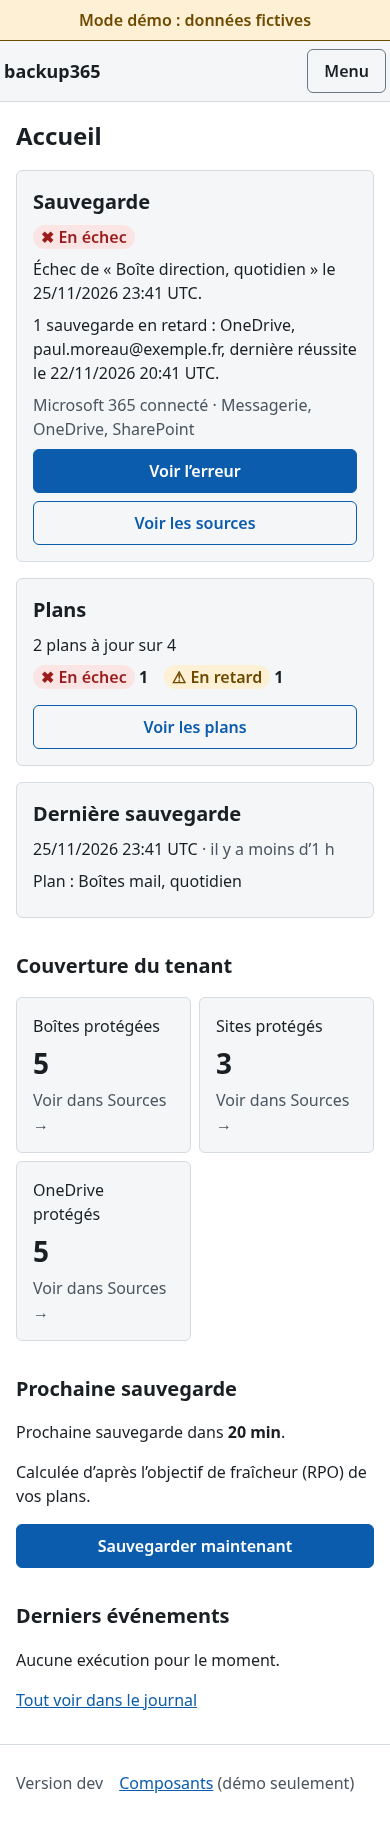 Mode démo : données fictives
backup365
Menu
Accueil
Sauvegarde
✖ En échec
Échec de « Boîte direction, quotidien » le
25/11/2026 23:41 UTC.
1 sauvegarde en retard : OneDrive,
paul.moreau@exemple.fr, dernière réussite
le 22/11/2026 20:41 UTC.
Microsoft 365 connecté · Messagerie,
OneDrive, SharePoint
Voir l’erreur
Voir les sources
Plans
2 plans à jour sur 4
✖ En échec 1 ⚠ En retard 1
Voir les plans
Dernière sauvegarde
25/11/2026 23:41 UTC · il y a moins d’1 h
Plan : Boîtes mail, quotidien
Couverture du tenant
Boîtes protégées
5
Voir dans Sources
→
Sites protégés
3
Voir dans Sources
→
OneDrive
protégés
5
Voir dans Sources
→
Prochaine sauvegarde
Prochaine sauvegarde dans 20 min.
Calculée d’après l’objectif de fraîcheur (RPO) de
vos plans.
Sauvegarder maintenant
Derniers événements
Aucune exécution pour le moment.
Tout voir dans le journal
Version dev Composants (démo seulement)